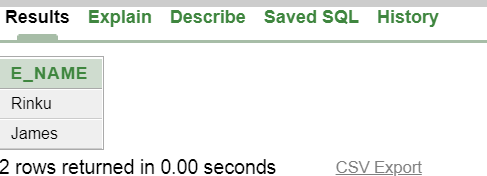 Results Explain Describe Saved SQL History
E_NAME
Rinku
James
2 rows returned in 0.00 seconds CSV Export